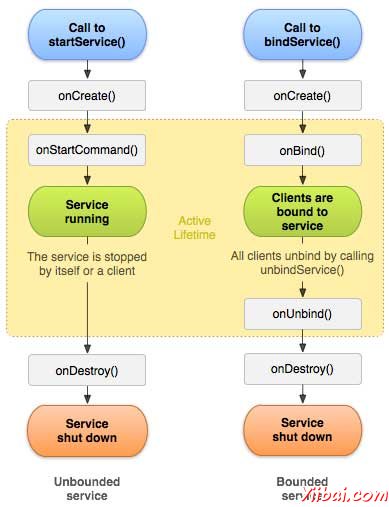 Call to
startService()
onCreate()
onStartCommand()
Service
running
The service is stopped
by itself or a client
onDestroy()
Service
shut down
Unbounded
service
Active
Lifetime
Call to
bindService()
onCreate()
onBind()
Clients are
bound to
service
All clients unbind by calling
unbindService()
onUnbind()
onDestroy()
Service
shut down
Bounded
service
Yiibai.com